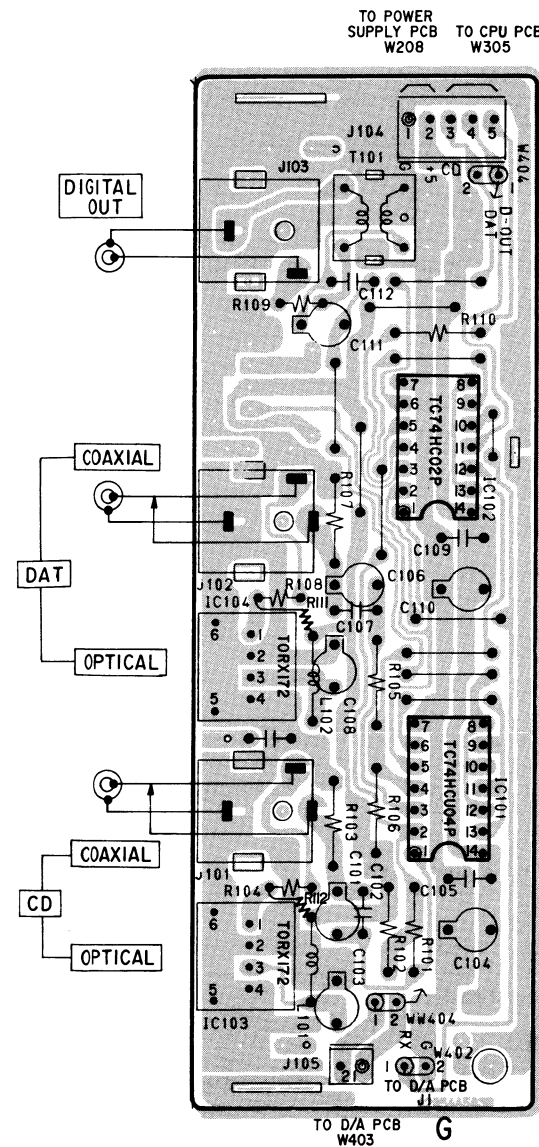 TO POWER
SUPPLY PCB
W208
TO CPU PCB
W305
J104
1 2 3 4 5
W404
T101
G
+5
CD
2 1
D-OUT
DAT
J103
DIGITAL
OUT
C112
R109
R110
C111
7 8
6 9
5 10
4 11
3 12
2 13
1 14
TC74HC02P
IC102
COAXIAL
R107
C109
DAT
J102
R108
C106
IC104
R111
C107
C110
6 1
2
3
5 4
TORX172
OPTICAL
R105
L102
C108
7 8
6 9
5 10
4 11
3 12
2 13
1 14
TC74HCU04P
IC101
R103
R106
COAXIAL
J101
C101
C102
C105
R104
R112
CD
6 1
2
3
5 4
TORX172
OPTICAL
R102
R101
C104
C103
IC103
L101
1 2
WW404
RX
G
W402
J105
2 1
1 2
TO D/A PCB
J1
TO D/A PCB
W403
G